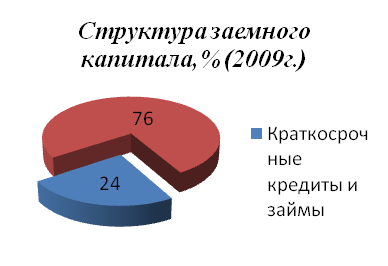 Структура заемного
капитала,% (2009г.)
76
24
Краткосроч
ные
кредиты и
займы